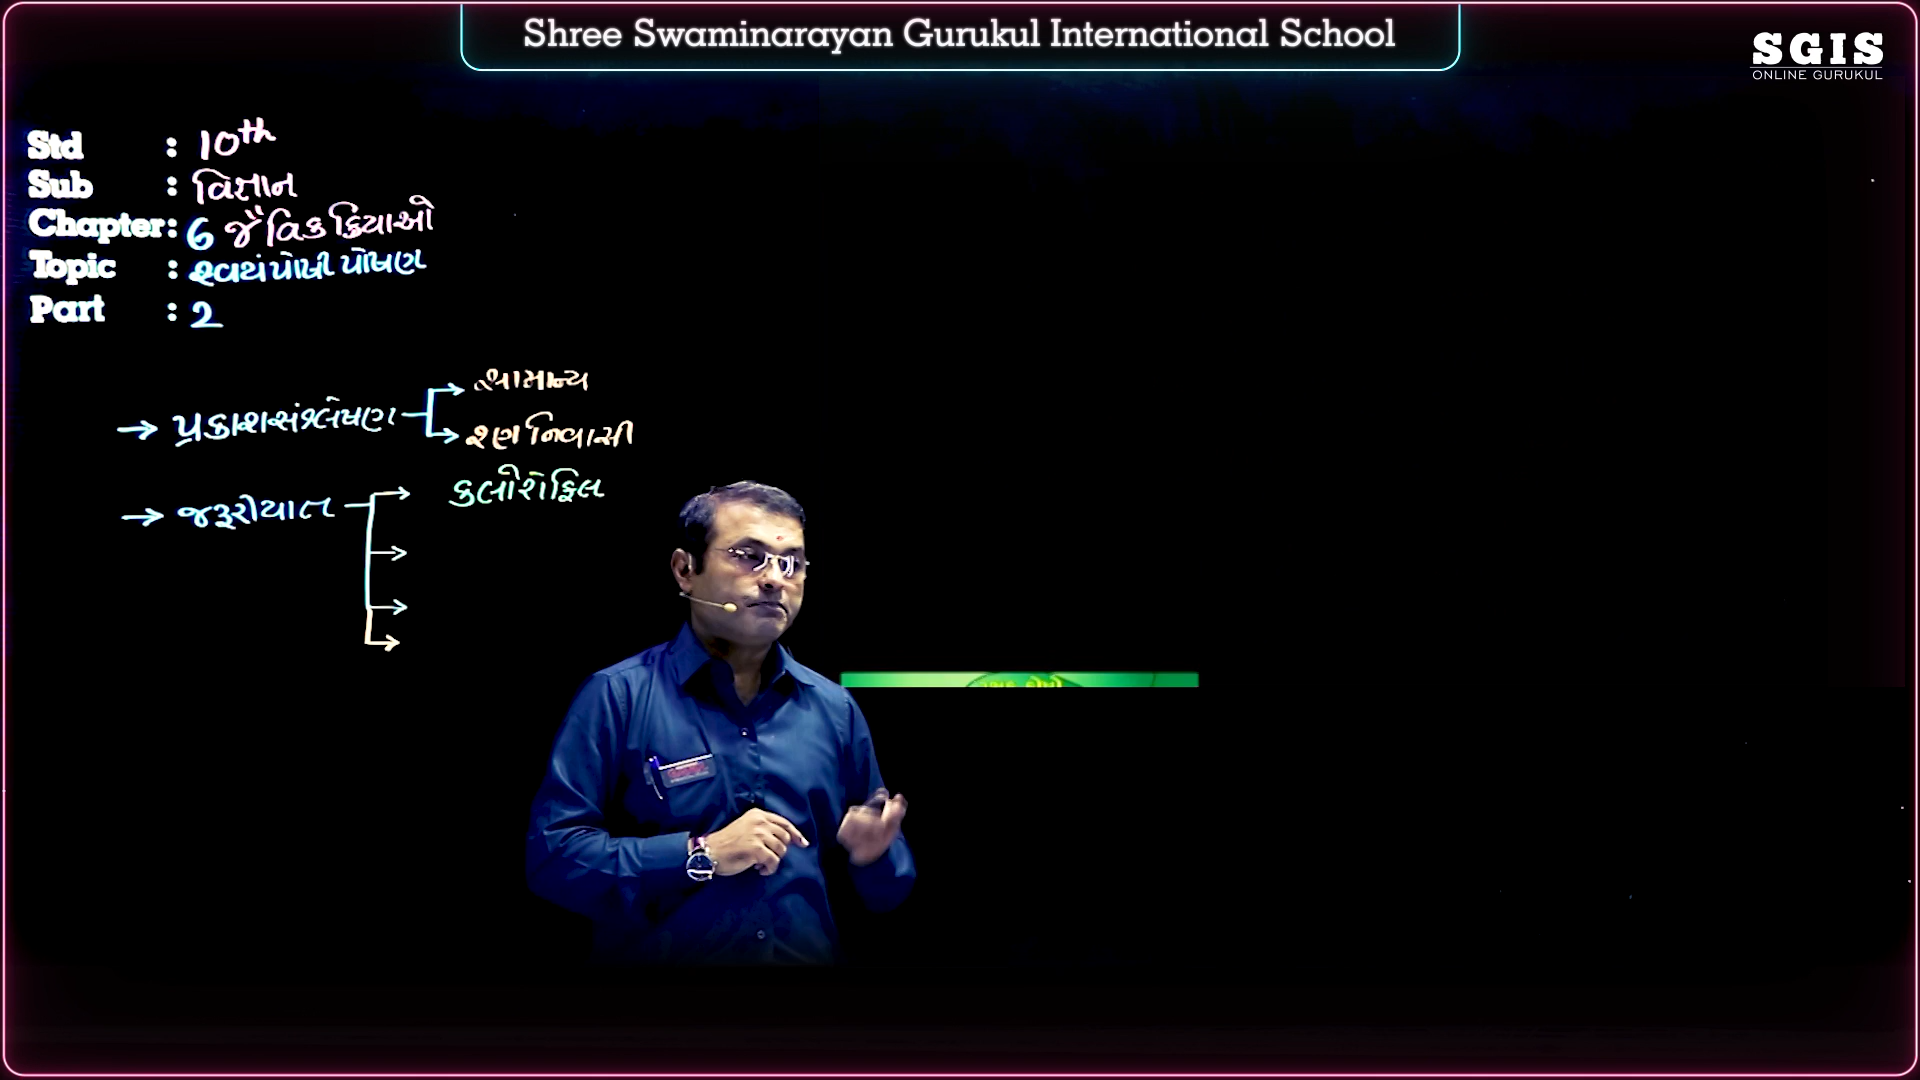 Shree Swaminarayan Gurukul International School
SGIS
ONLINE GURUKUL
Std : 10th
Sub : વિજ્ઞાન
Chapter : 6 જૈવિક ક્રિયાઓ
Topic : સ્વયંપોષી પોષણ
Part : 2
→ પ્રકાશસંશ્લેષણ → સામાન્ય
→ રણ નિવાસી
→ જરૂરીયાત → ક્લોરોફિલ